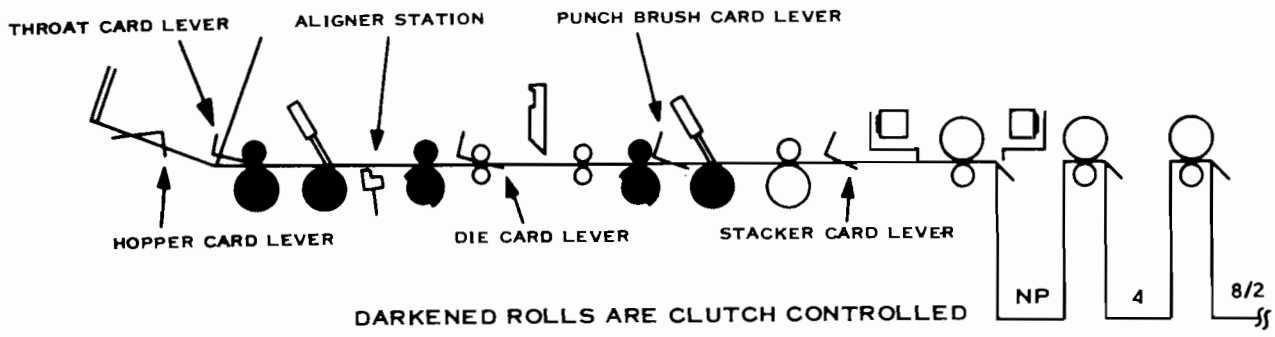 THROAT CARD LEVER
ALIGNER STATION
PUNCH BRUSH CARD LEVER
HOPPER CARD LEVER
DIE CARD LEVER
STACKER CARD LEVER
NP
4
8/2
DARKENED ROLLS ARE CLUTCH CONTROLLED